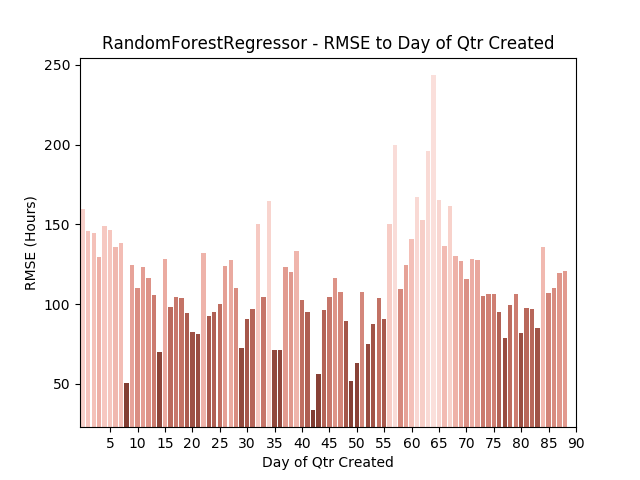 RandomForestRegressor - RMSE to Day of Qtr Created
250
200
150
100
50
RMSE (Hours)
5 10 15 20 25 30 35 40 45 50 55 60 65 70 75 80 85 90
Day of Qtr Created